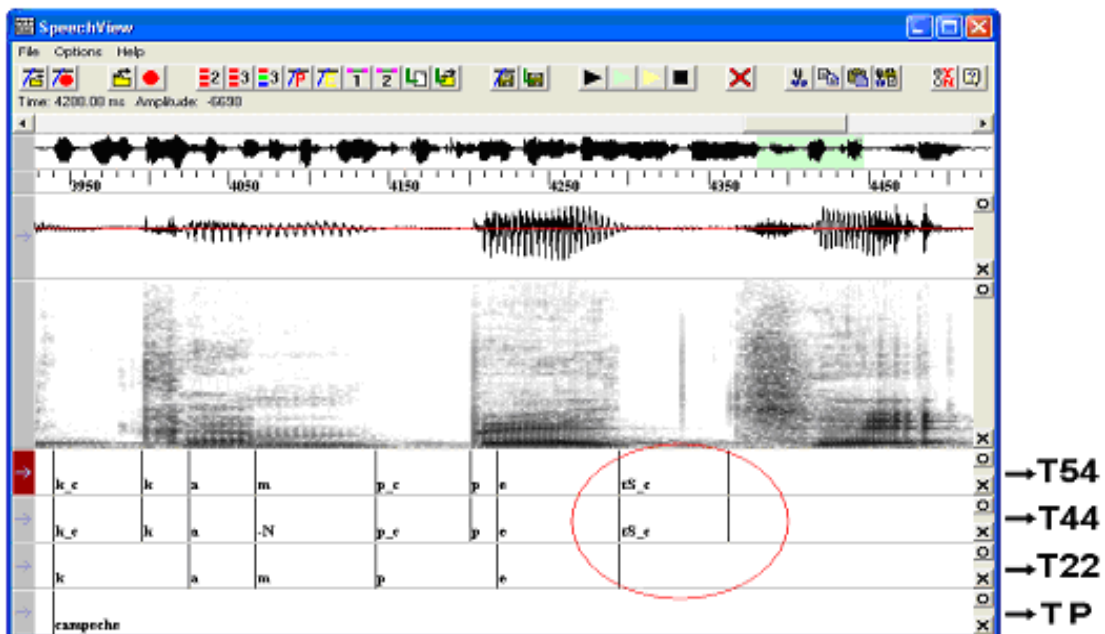 SpeechView
File Options Help
Time: 4200.00 ms Amplitude: -6690
3950 4050 4150 4250 4350 4450
k_c k a m p_c p e tS_c →T54
k_c k a -N p_c p e tS_c →T44
k a m p e →T22
campeche →TP